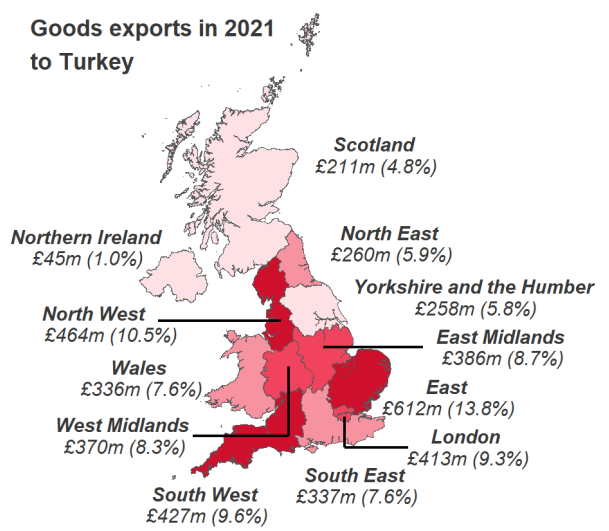 Goods exports in 2021
to Turkey
Scotland
£211m (4.8%)
Northern Ireland
£45m (1.0%)
North East
£260m (5.9%)
Yorkshire and the Humber
£258m (5.8%)
North West
£464m (10.5%)
East Midlands
£386m (8.7%)
Wales
£336m (7.6%)
East
£612m (13.8%)
West Midlands
£370m (8.3%)
London
£413m (9.3%)
South East
£337m (7.6%)
South West
£427m (9.6%)